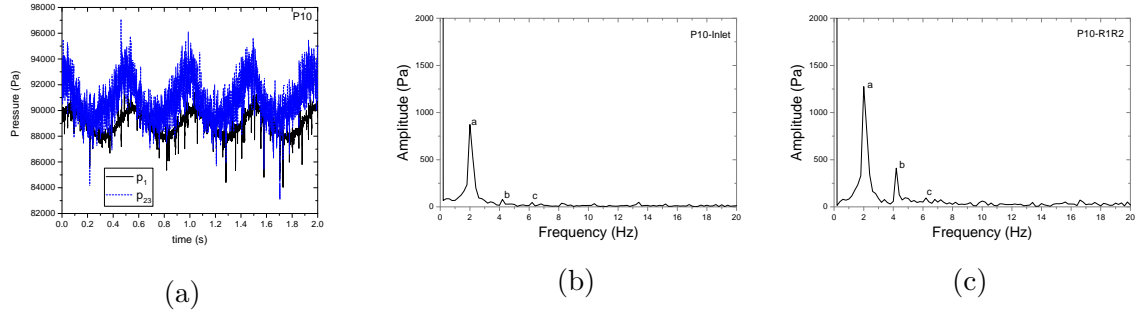 P10
98000
96000
94000
92000
90000
88000
86000
84000
82000
Pressure (Pa)
p1
p23
0.0 0.2 0.4 0.6 0.8 1.0 1.2 1.4 1.6 1.8 2.0
time (s)
(a)
P10-Inlet
2000
1500
1000
500
0
Amplitude (Pa)
a
b
c
0 2 4 6 8 10 12 14 16 18 20
Frequency (Hz)
(b)
P10-R1R2
2000
1500
1000
500
0
Amplitude (Pa)
a
b
c
0 2 4 6 8 10 12 14 16 18 20
Frequency (Hz)
(c)